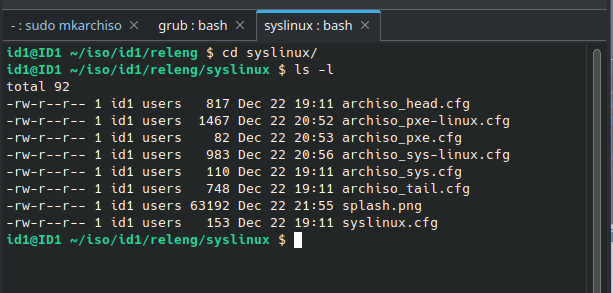 - : sudo mkarchiso grub : bash syslinux : bash
id1@ID1 ~/iso/id1/releng $ cd syslinux/
id1@ID1 ~/iso/id1/releng/syslinux $ ls -l
total 92
-rw-r--r-- 1 id1 users   817 Dec 22 19:11 archiso_head.cfg
-rw-r--r-- 1 id1 users  1467 Dec 22 20:52 archiso_pxe-linux.cfg
-rw-r--r-- 1 id1 users    82 Dec 22 20:53 archiso_pxe.cfg
-rw-r--r-- 1 id1 users   983 Dec 22 20:56 archiso_sys-linux.cfg
-rw-r--r-- 1 id1 users   110 Dec 22 19:11 archiso_sys.cfg
-rw-r--r-- 1 id1 users   748 Dec 22 19:11 archiso_tail.cfg
-rw-r--r-- 1 id1 users 63192 Dec 22 21:55 splash.png
-rw-r--r-- 1 id1 users   153 Dec 22 19:11 syslinux.cfg
id1@ID1 ~/iso/id1/releng/syslinux $